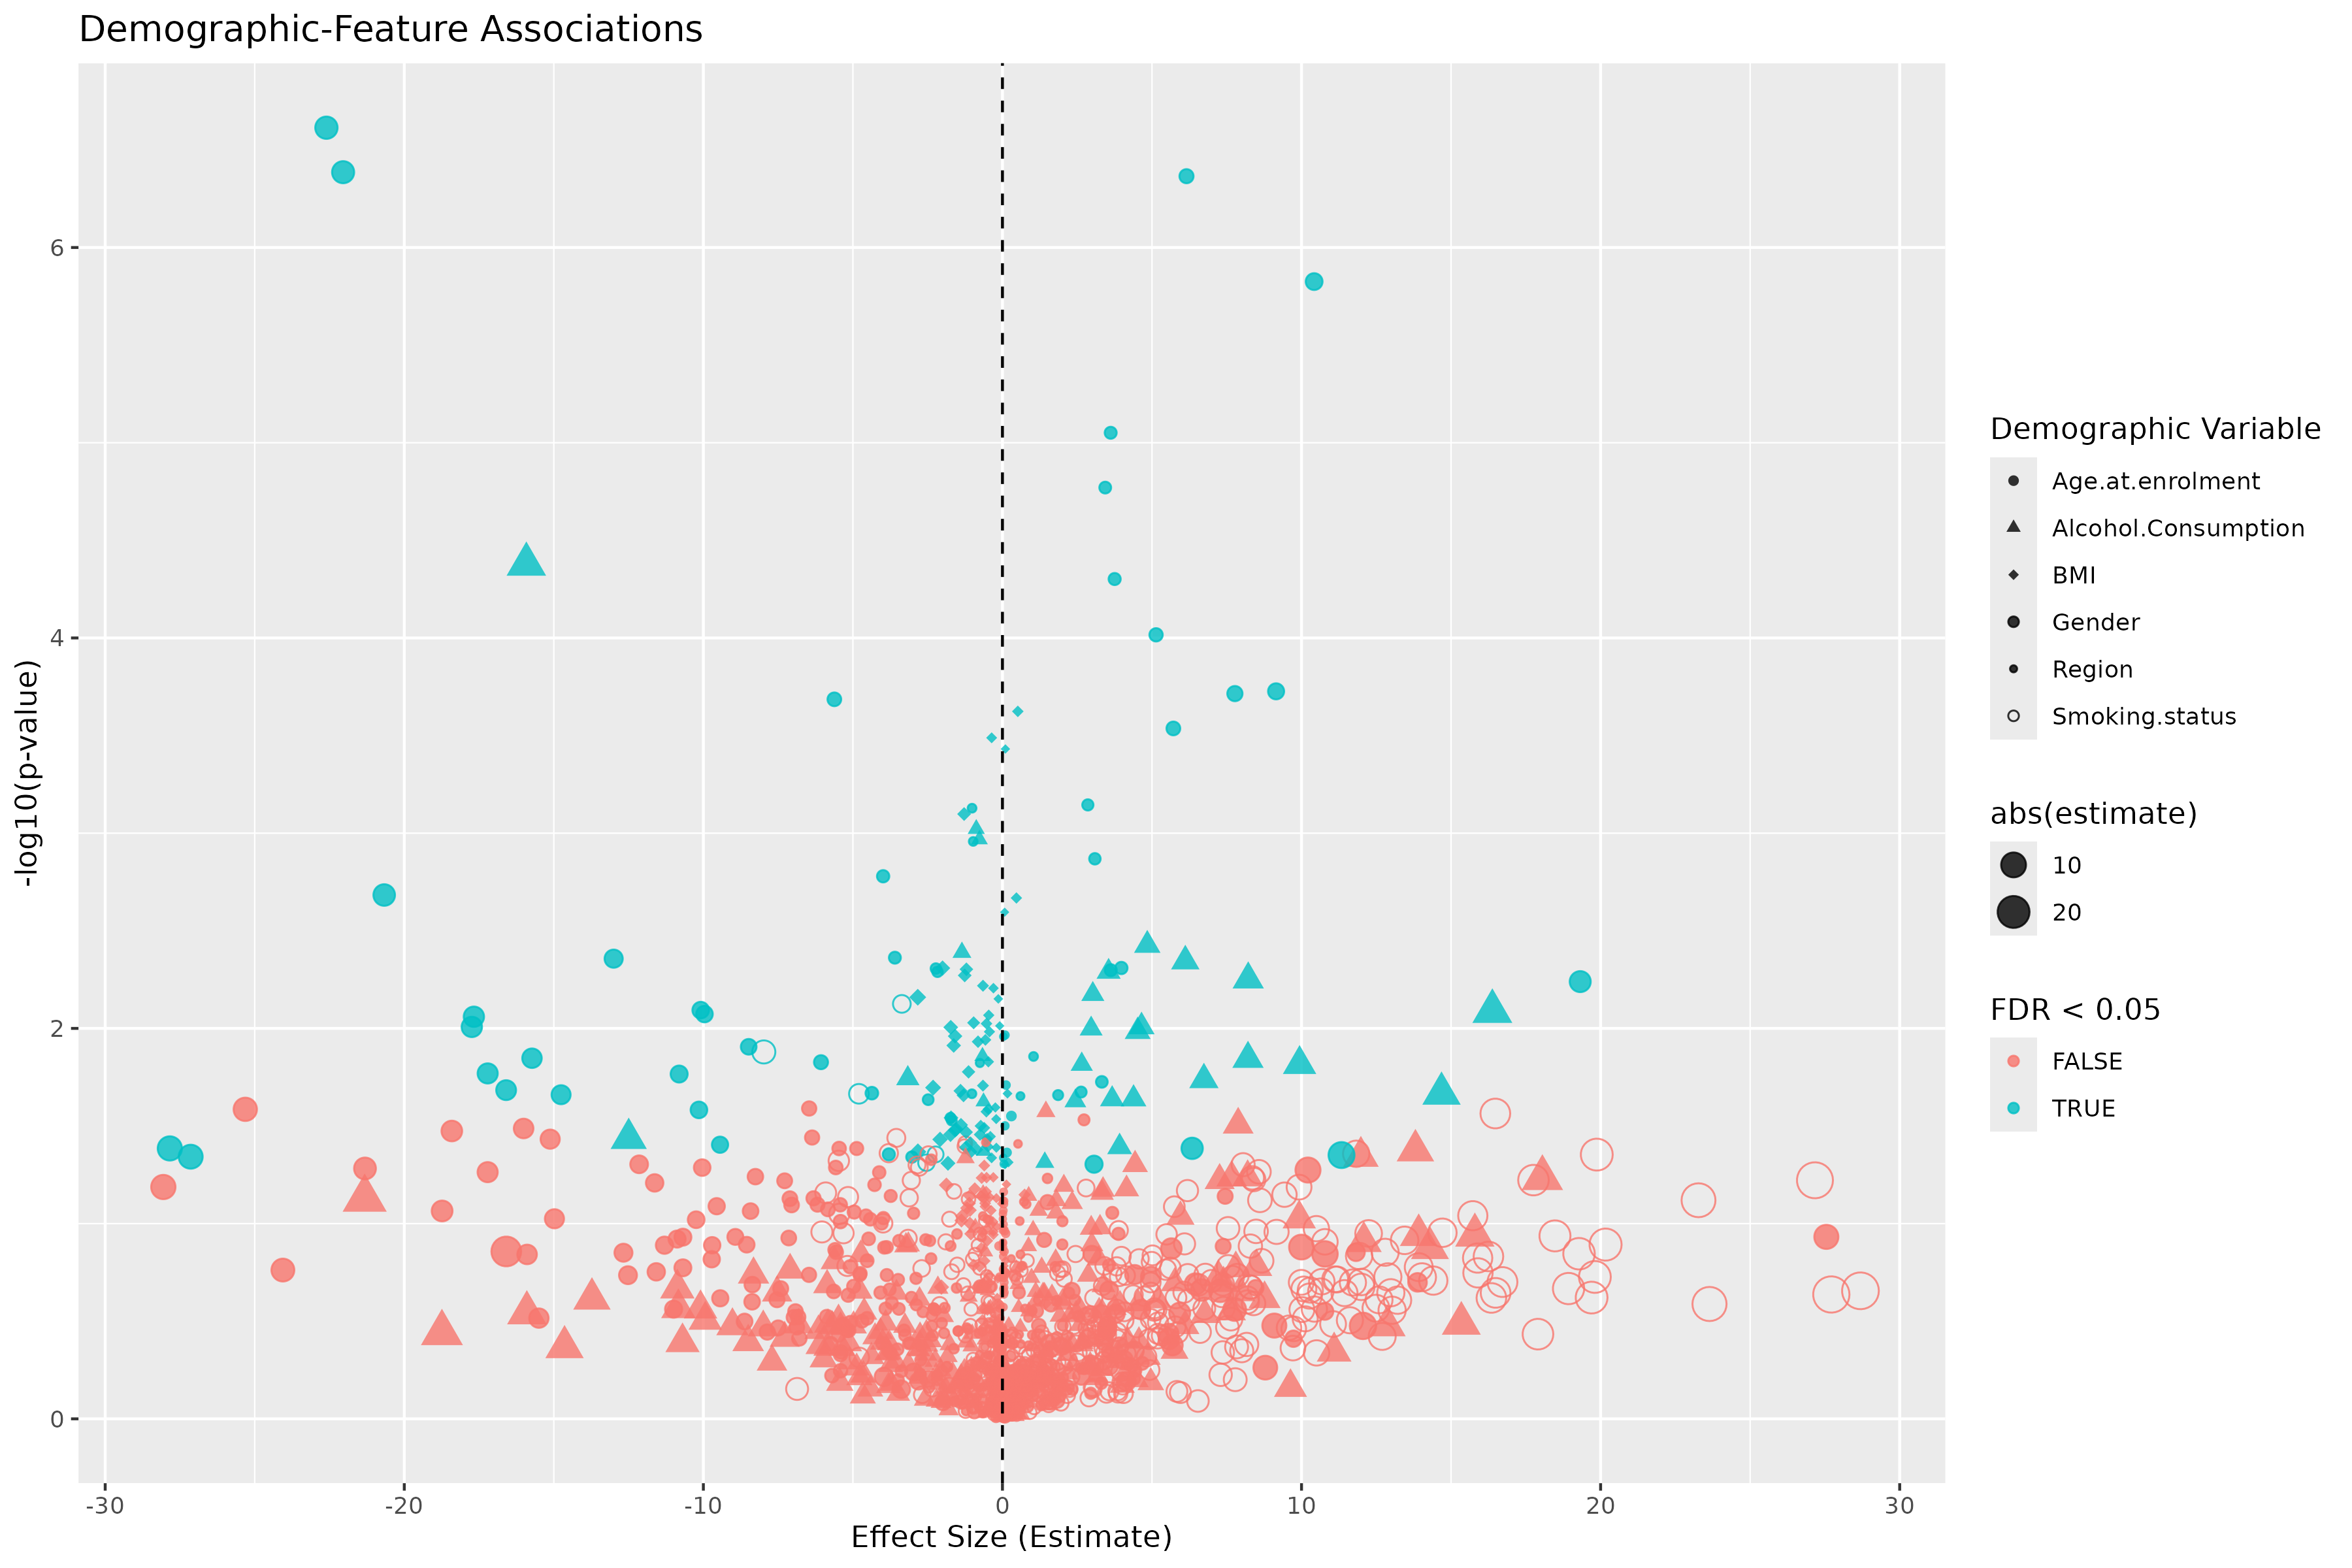 Demographic-Feature Associations
6
4
2
0
-log10(p-value)
-30
-20
-10
0
10
20
30
Effect Size (Estimate)
Demographic Variable
Age.at.enrolment
Alcohol.Consumption
BMI
Gender
Region
Smoking.status
abs(estimate)
10
20
FDR < 0.05
FALSE
TRUE